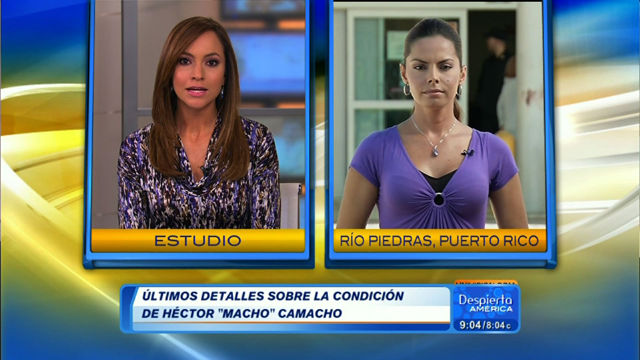 ESTUDIO
RÍO PIEDRAS, PUERTO RICO
ÚLTIMOS DETALLES SOBRE LA CONDICIÓN
DE HÉCTOR "MACHO" CAMACHO
Despierta
AMÉRICA
9:04/8:04c